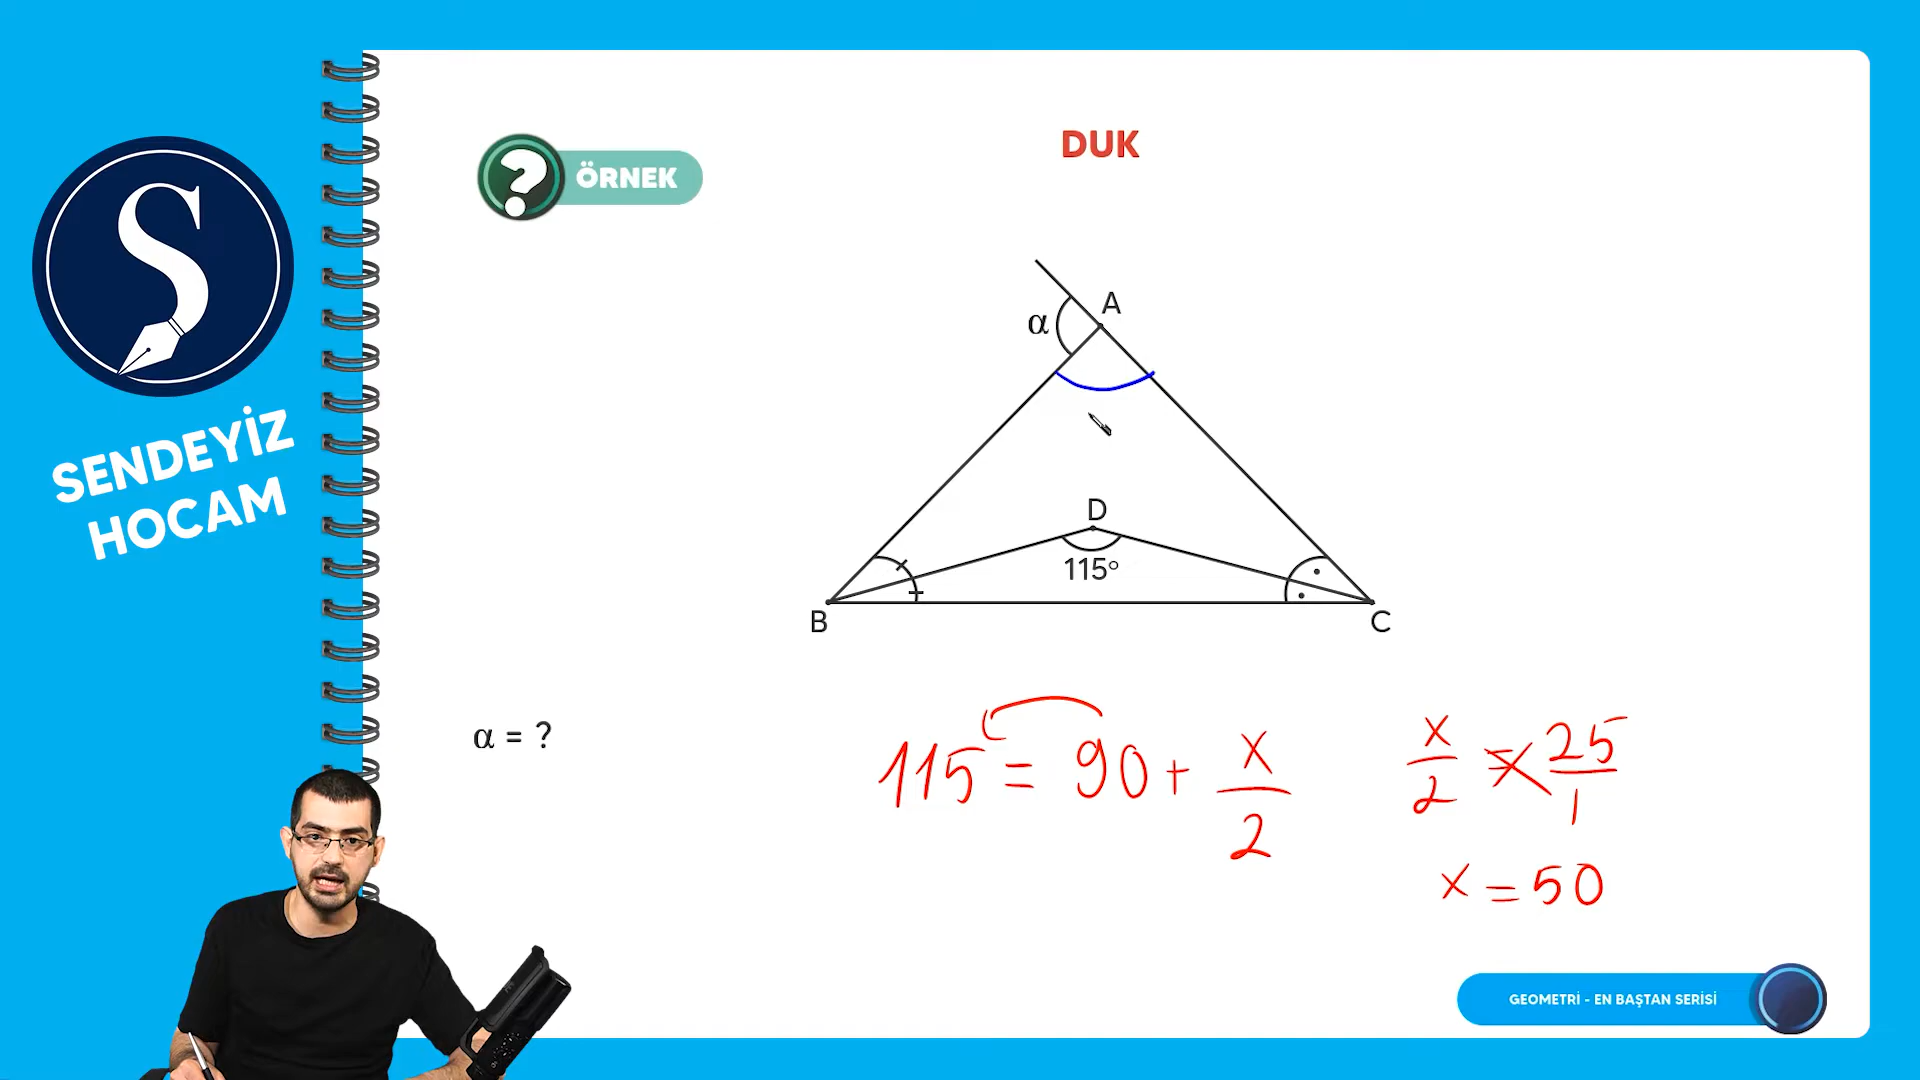 SENDEYİZ
HOCAM
? ÖRNEK
DUK
A
α
D
115°
B
C
α = ?
115 = 90 + x/2
x/2 = 25/1
x = 50
GEOMETRİ - EN BAŞTAN SERİSİ